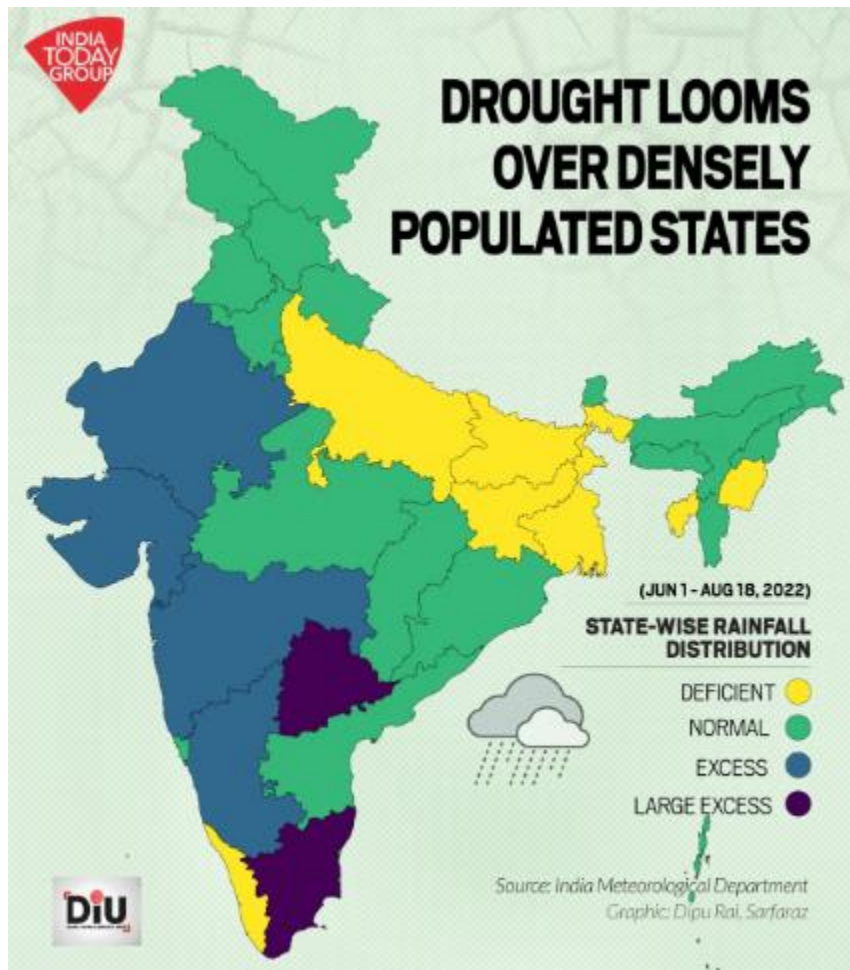 INDIA
TODAY
GROUP
DROUGHT LOOMS
OVER DENSELY
POPULATED STATES
(JUN 1 - AUG 18, 2022)
STATE-WISE RAINFALL
DISTRIBUTION
DEFICIENT
NORMAL
EXCESS
LARGE EXCESS
Source: India Meteorological Department
Graphic: Dipu Rai, Sarfaraz
DiU